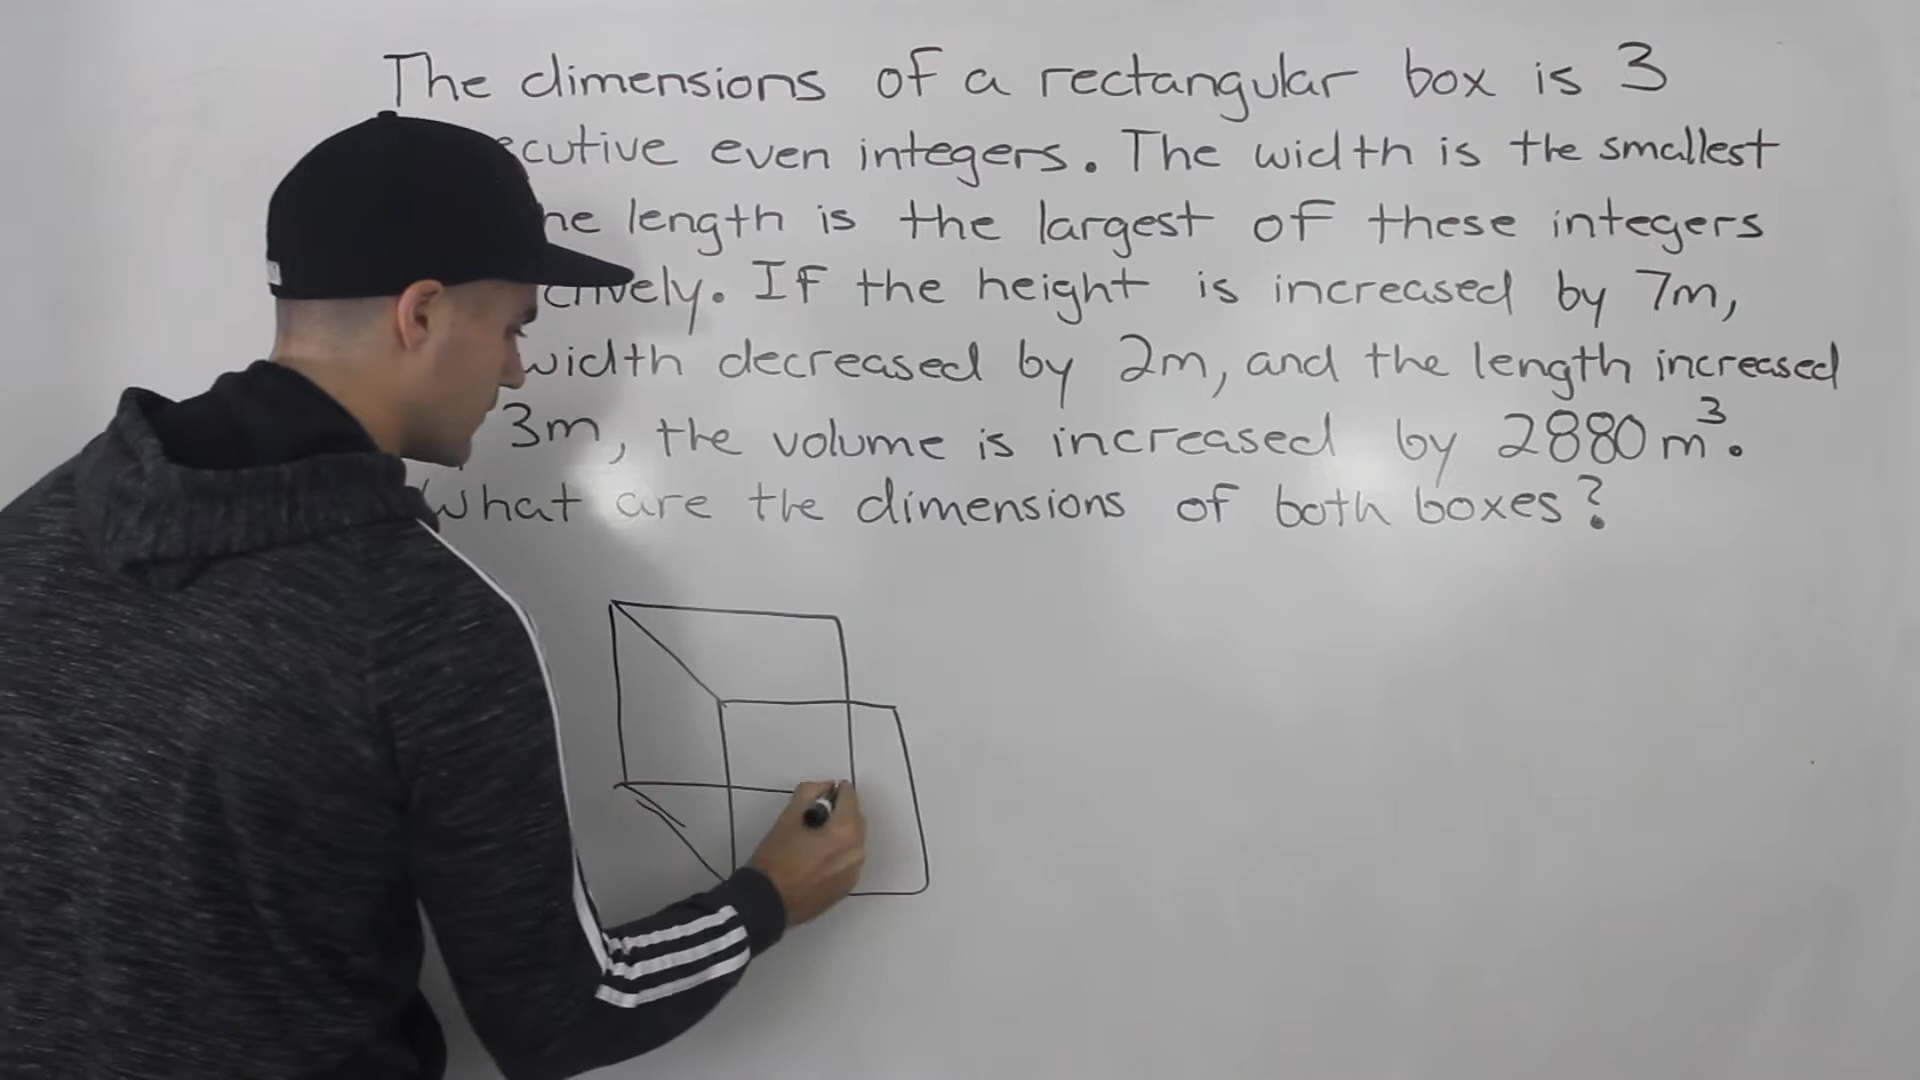 The dimensions of a rectangular box is 3
ecutive even integers. The width is the smallest
he length is the largest of these integers
ctively. If the height is increased by 7m,
width decreased by 2m, and the length increased
3m, the volume is increased by 2880 m³.
What are the dimensions of both boxes?